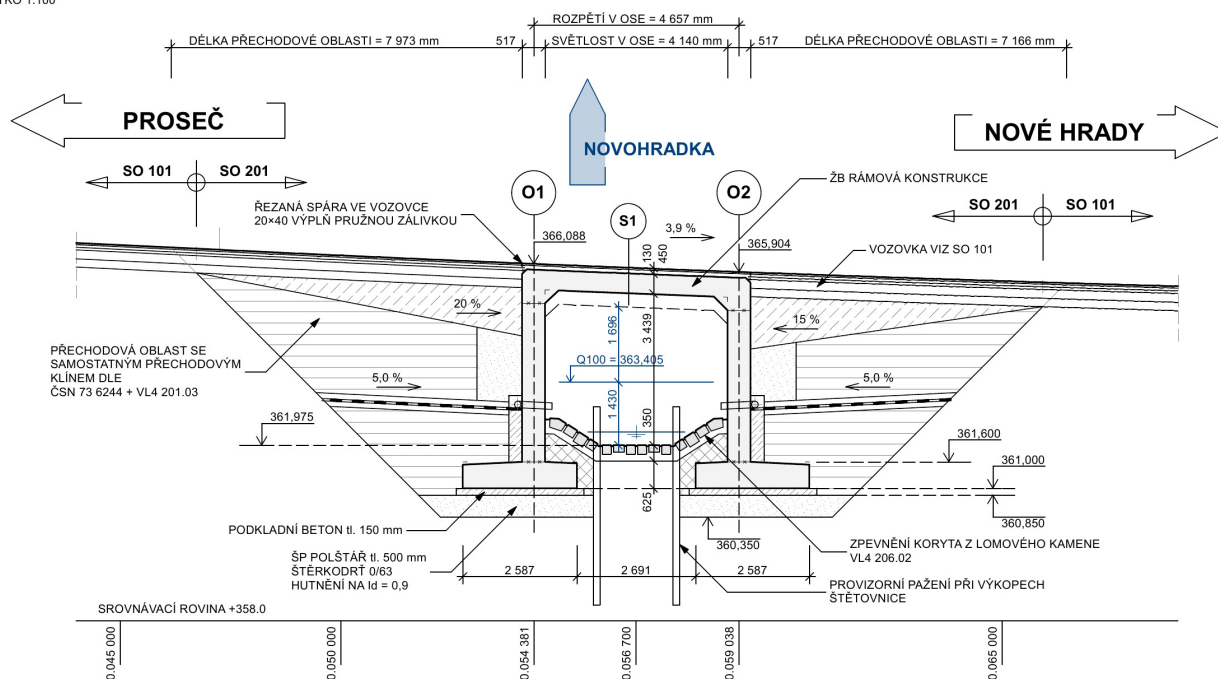 ROZPĚTÍ V OSE = 4 657 mm
DÉLKA PŘECHODOVÉ OBLASTI = 7 973 mm
517
SVĚTLOST V OSE = 4 140 mm
517
DÉLKA PŘECHODOVÉ OBLASTI = 7 166 mm
PROSEČ
NOVÉ HRADY
NOVOHRADKA
SO 101
SO 201
O1
O2
S1
ŽB RÁMOVÁ KONSTRUKCE
SO 201
SO 101
ŘEZANÁ SPÁRA VE VOZOVCE
20×40 VÝPLŇ PRUŽNOU ZÁLIVKOU
366,088
3,9 %
365,904
VOZOVKA VIZ SO 101
130
450
20 %
15 %
1 696
3 439
Q100 = 363,405
PŘECHODOVÁ OBLAST SE
SAMOSTATNÝM PŘECHODOVÝM
KLÍNEM DLE
ČSN 73 6244 + VL4 201.03
5,0 %
5,0 %
1 430
350
361,975
361,600
361,000
360,850
625
PODKLADNÍ BETON tl. 150 mm
360,350
ZPEVNĚNÍ KORYTA Z LOMOVÉHO KAMENE
VL4 206.02
ŠP POLŠTÁŘ tl. 500 mm
ŠTĚRKODRŤ 0/63
HUTNĚNÍ NA Id = 0,9
2 587
2 691
2 587
PROVIZORNÍ PAŽENÍ PŘI VÝKOPECH
ŠTĚTOVNICE
SROVNÁVACÍ ROVINA +358.0
0.045 000
0.050 000
0.054 381
0.056 700
0.059 038
0.065 000